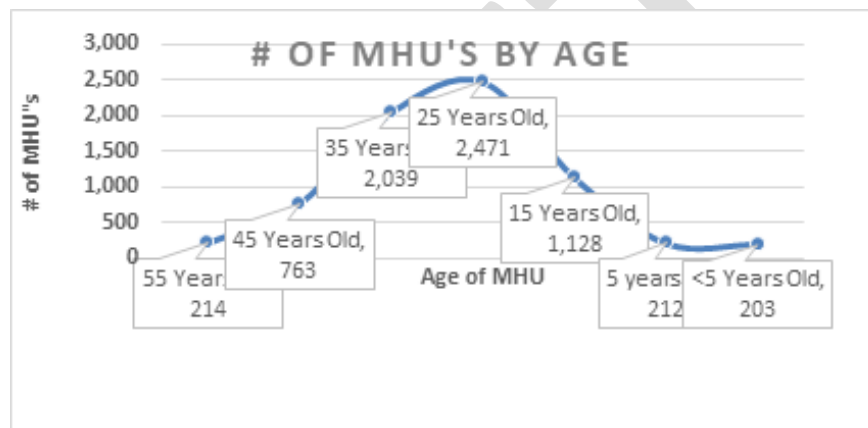 # OF MHU'S BY AGE
3,000
2,500
2,000
1,500
1,000
500
0
# of MHU"s
55 Years
214
45 Years Old,
763
35 Years
2,039
25 Years Old,
2,471
15 Years Old,
1,128
5 years
212
<5 Years Old,
203
Age of MHU